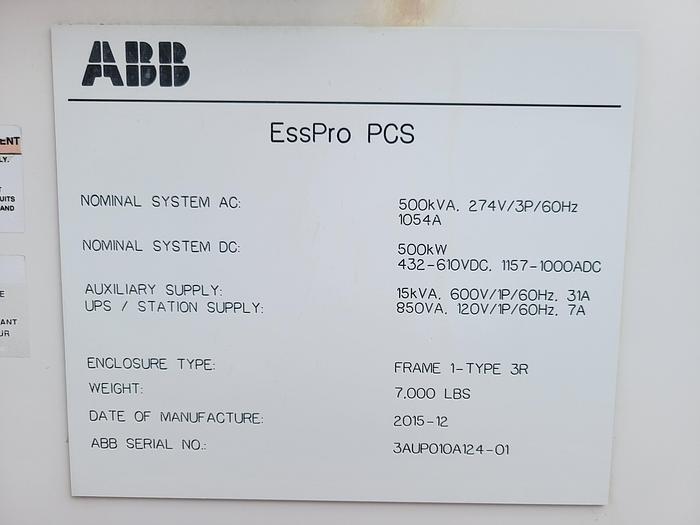 ABB
EssPro PCS
NOMINAL SYSTEM AC: 500kVA, 274V/3P/60Hz
1054A
NOMINAL SYSTEM DC: 500kW
432-610VDC, 1157-1000ADC
AUXILIARY SUPPLY: 15kVA, 600V/1P/60Hz, 31A
UPS / STATION SUPPLY: 850VA, 120V/1P/60Hz, 7A
ENCLOSURE TYPE: FRAME 1-TYPE 3R
WEIGHT: 7,000 LBS
DATE OF MANUFACTURE: 2015-12
ABB SERIAL NO.: 3AUP010A124-01
AND